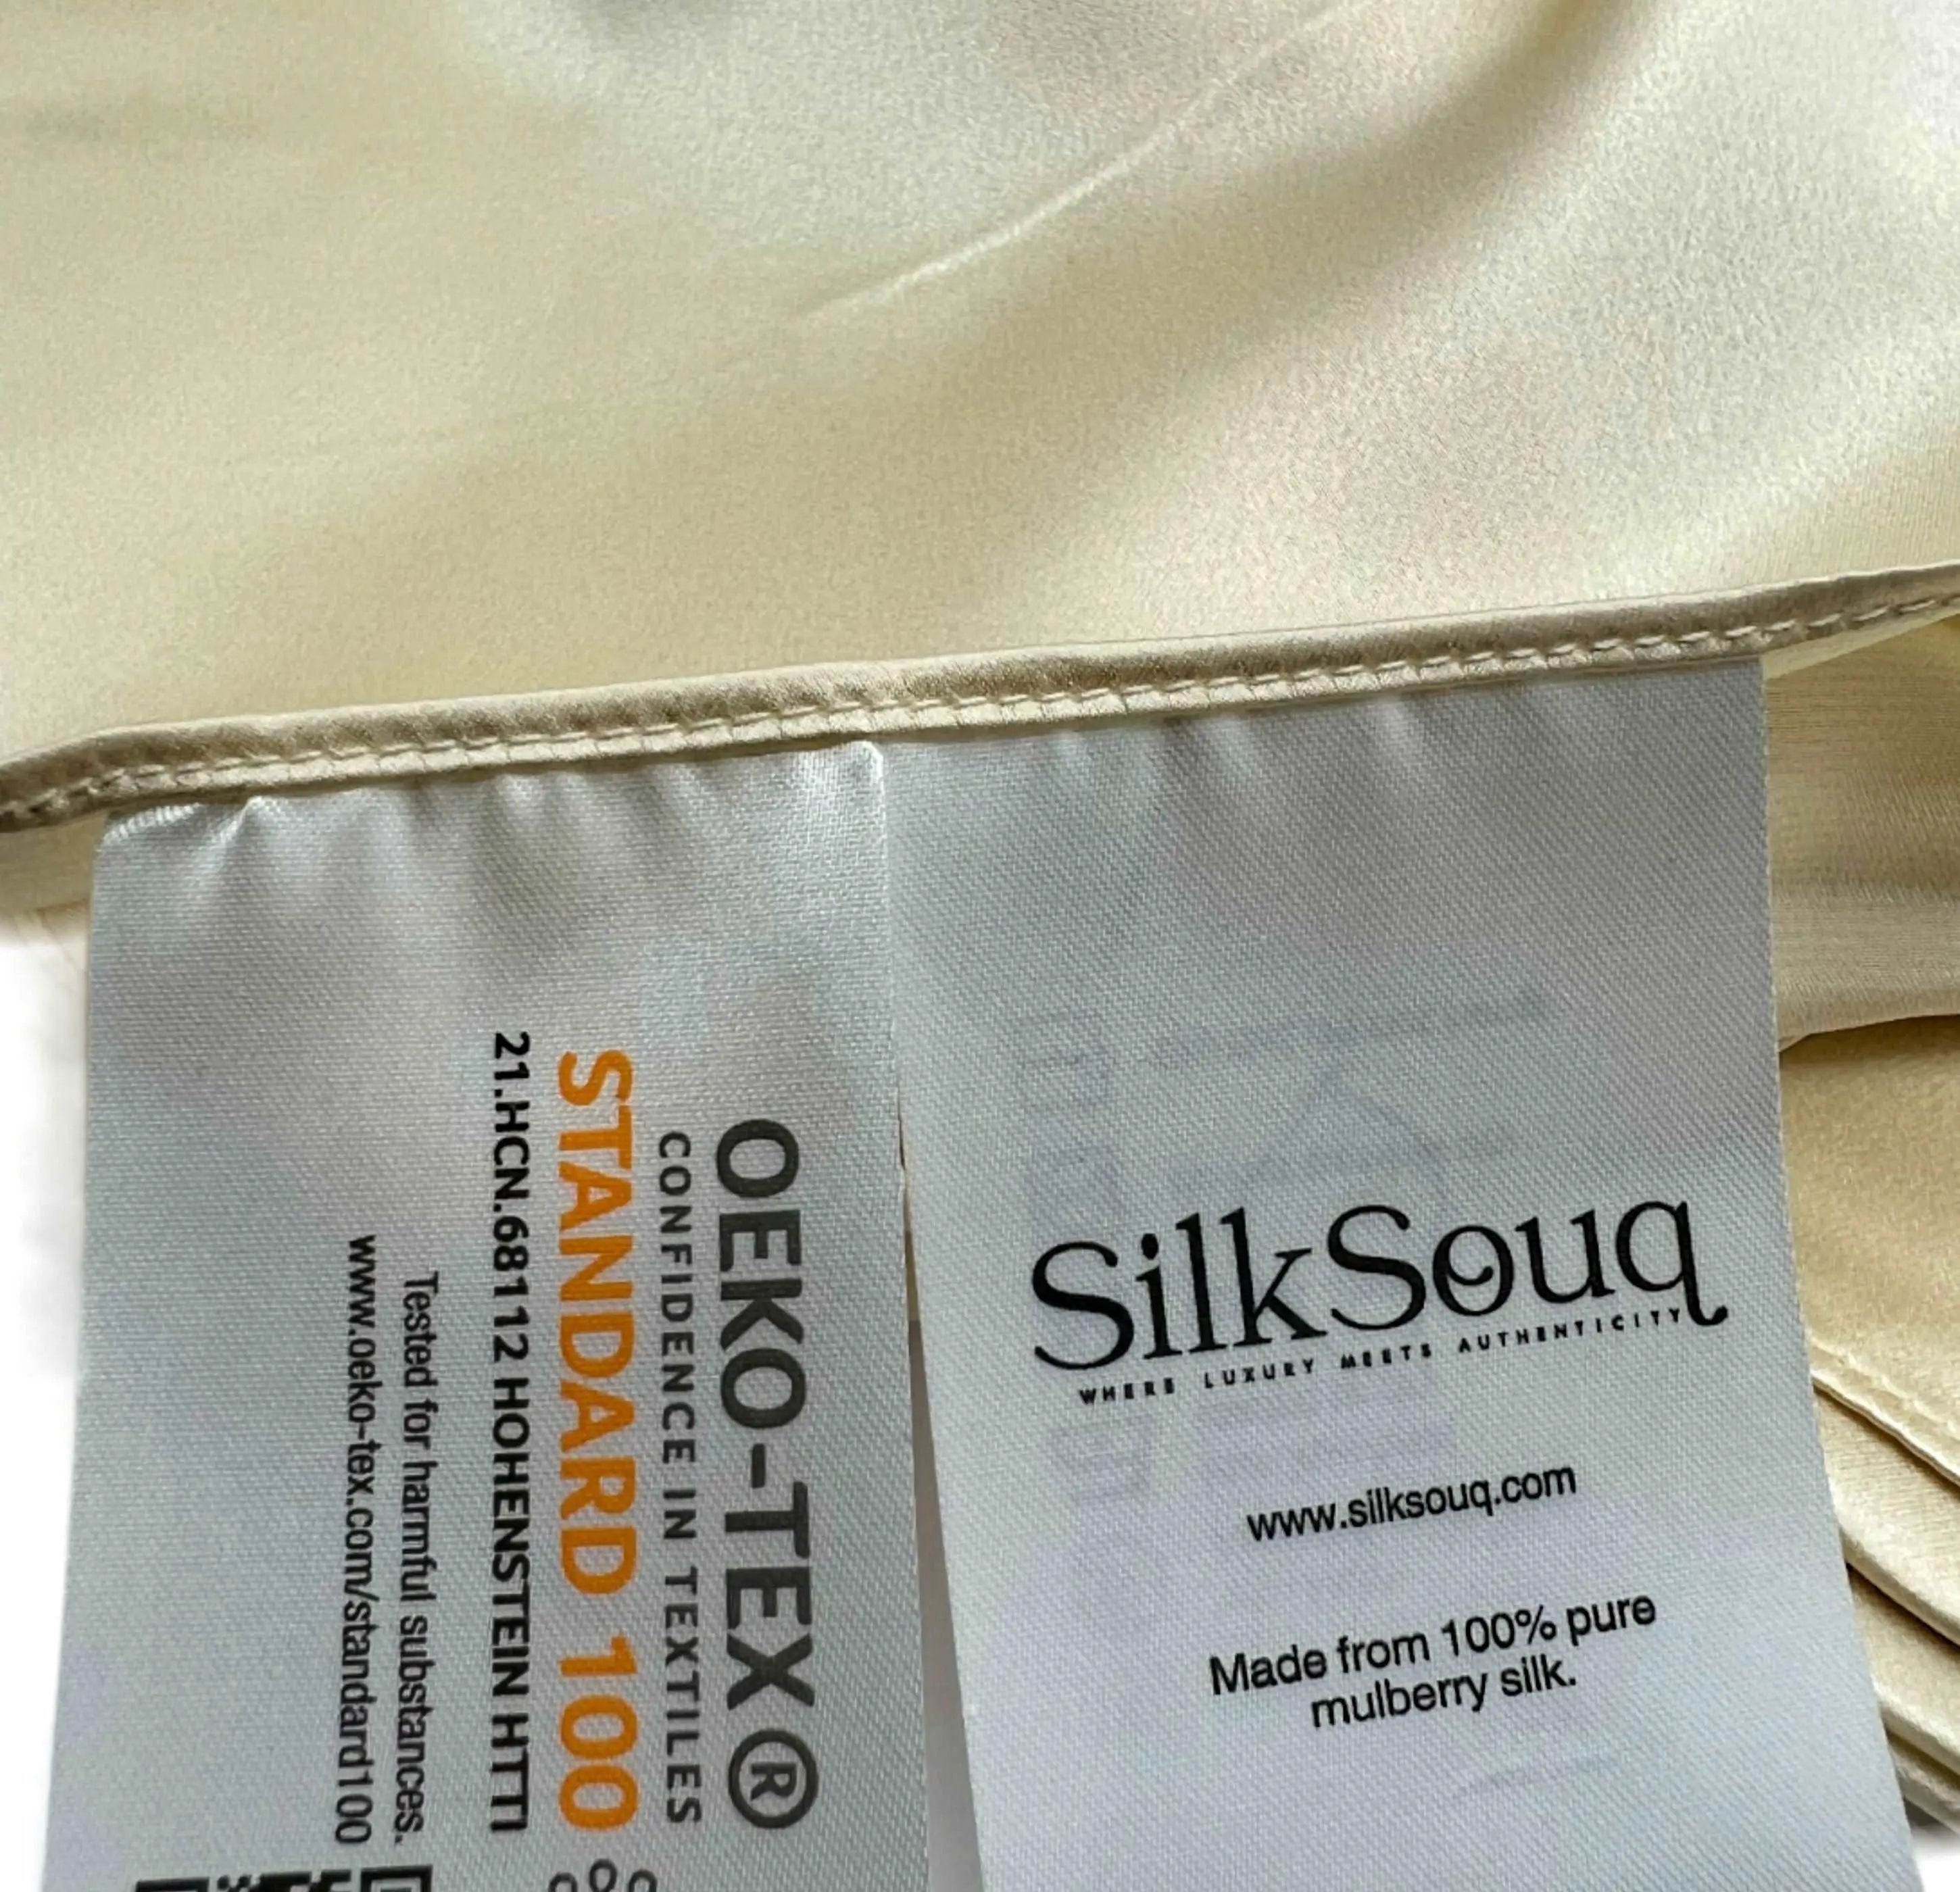 OEKO-TEX®
CONFIDENCE IN TEXTILES
STANDARD 100
21.HCN.68112 HOHENSTEIN HTTI
Tested for harmful substances.
www.oeko-tex.com/standard100
SilkSouq
WHERE LUXURY MEETS AUTHENTICITY
www.silksouq.com
Made from 100% pure
mulberry silk.